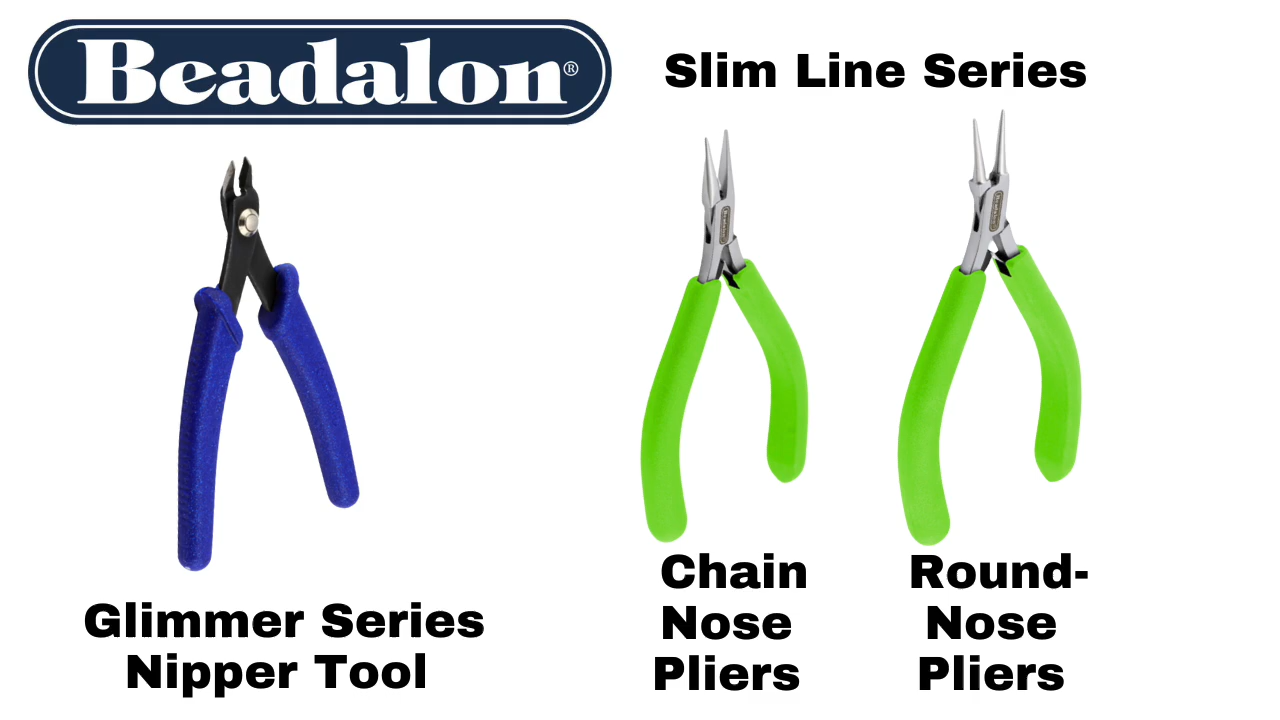 Beadalon®
Slim Line Series
Glimmer Series
Nipper Tool
Chain
Nose
Pliers
Round-
Nose
Pliers